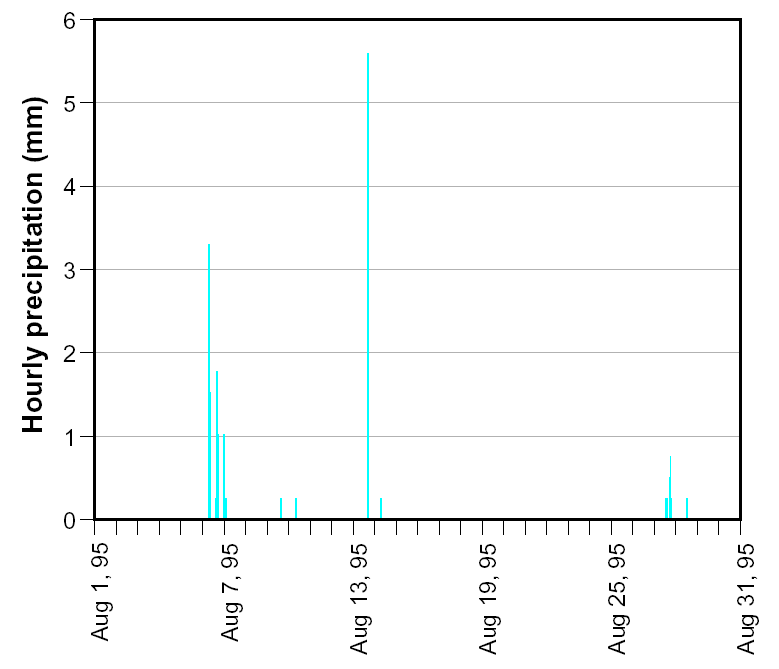 Hourly precipitation (mm)
6
5
4
3
2
1
0
Aug 1, 95
Aug 7, 95
Aug 13, 95
Aug 19, 95
Aug 25, 95
Aug 31, 95